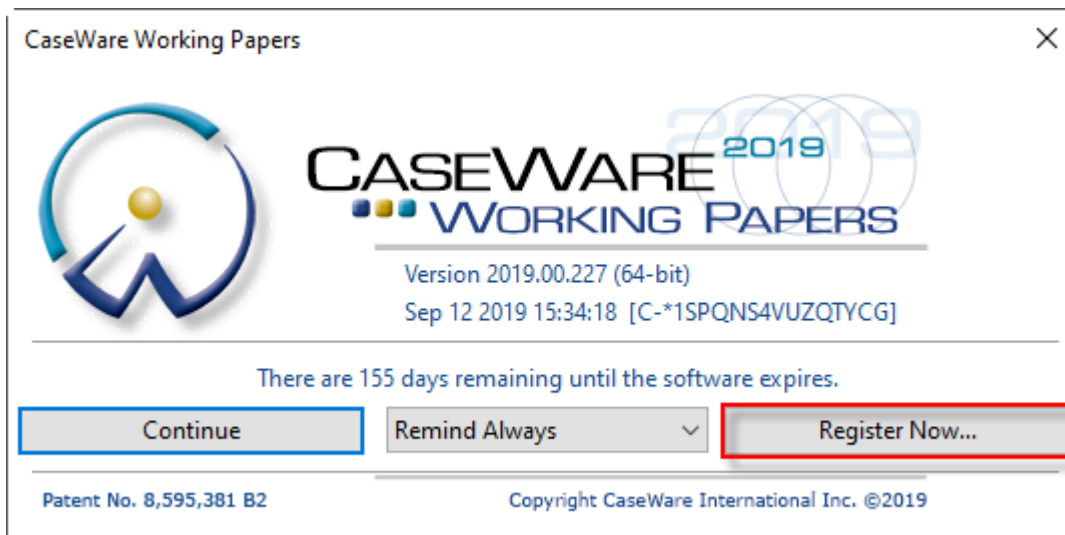 CaseWare Working Papers
2019
CASEWARE 2019
WORKING PAPERS
Version 2019.00.227 (64-bit)
Sep 12 2019 15:34:18 [C-*1SPQNS4VUZQTYCG]
There are 155 days remaining until the software expires.
Continue Remind Always Register Now...
Patent No. 8,595,381 B2 Copyright CaseWare International Inc. ©2019